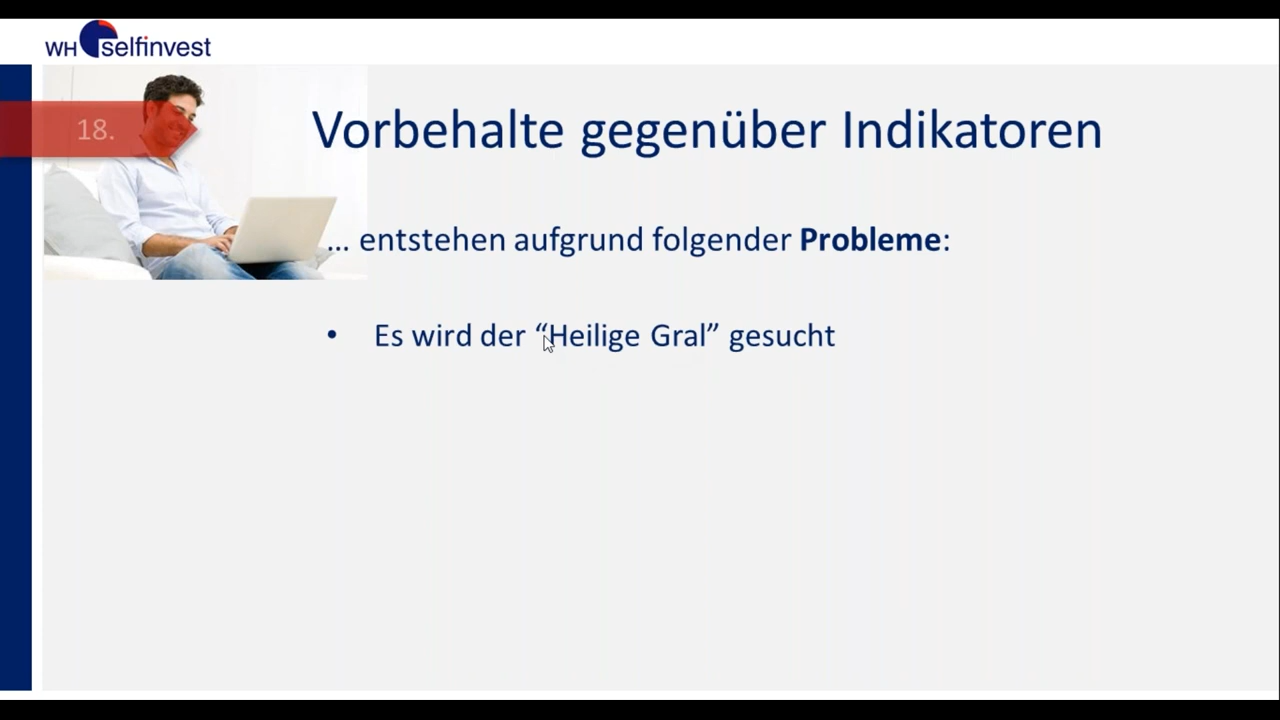 WH selfinvest
18.
Vorbehalte gegenüber Indikatoren
... entstehen aufgrund folgender Probleme:
• Es wird der “Heilige Gral” gesucht